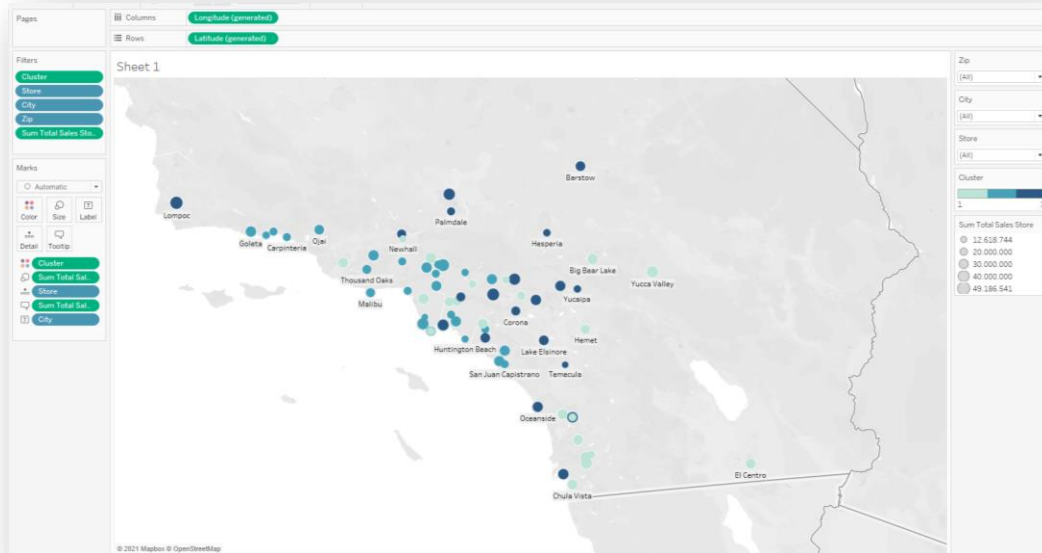 Pages
Columns
Longitude (generated)
Rows
Latitude (generated)
Filters
Cluster
Store
City
Zip
Sum Total Sales Sto..
Marks
Automatic
Color
Size
Label
Detail
Tooltip
Cluster
Sum Total Sal..
Store
Sum Total Sal..
City
Sheet 1
Barstow
Lompoc
Palmdale
Goleta
Carpinteria
Ojai
Newhall
Hesperia
Big Bear Lake
Yucca Valley
Thousand Oaks
Malibu
Yucaipa
Corona
Huntington Beach
Lake Elsinore
Hemet
San Juan Capistrano
Temecula
Oceanside
El Centro
Chula Vista
© 2021 Mapbox © OpenStreetMap
Zip
(All)
City
(All)
Store
(All)
Cluster
1
Sum Total Sales Store
12.618.744
20.000.000
30.000.000
40.000.000
49.186.541